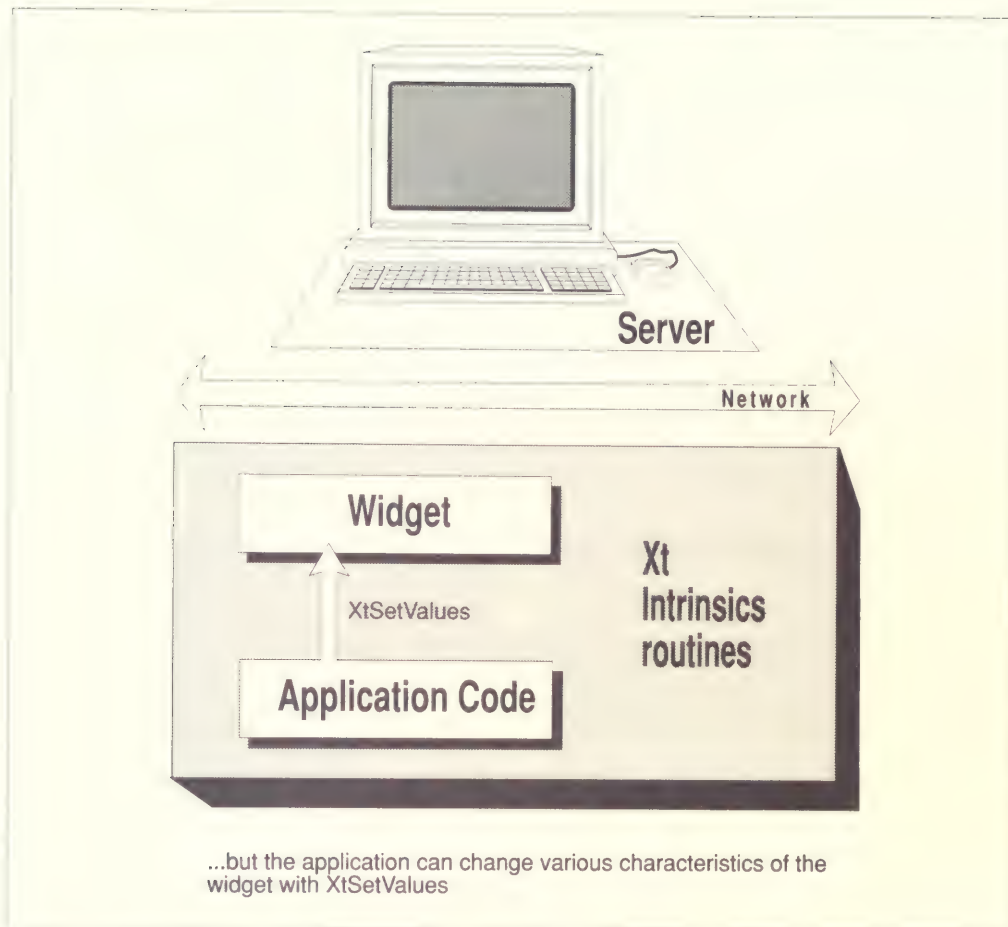 Server
Network
Widget
XtSetValues
Application Code
Xt
Intrinsics
routines
...but the application can change various characteristics of the
widget with XtSetValues